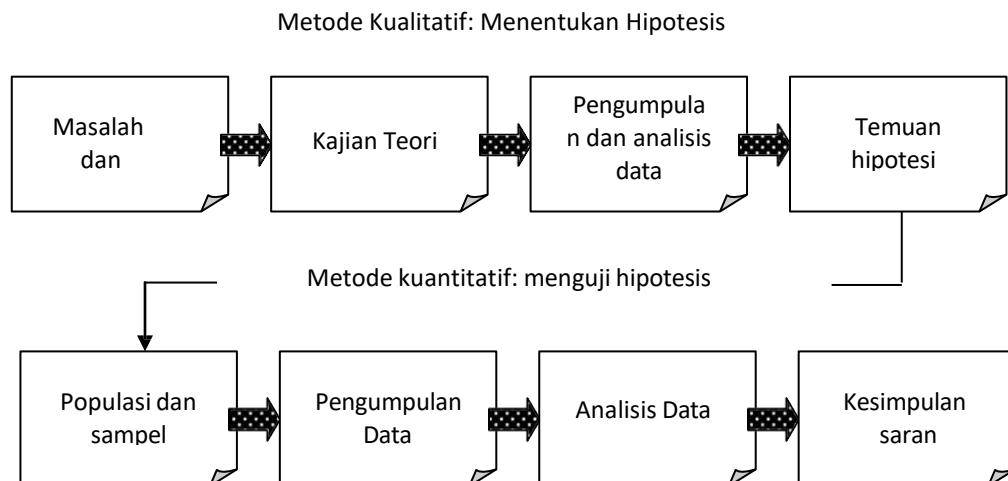 Metode Kualitatif: Menentukan Hipotesis
Masalah
dan
Kajian Teori
Pengumpula
n dan analisis
data
Temuan
hipotesi
Metode kuantitatif: menguji hipotesis
Populasi dan
sampel
Pengumpulan
Data
Analisis Data
Kesimpulan
saran